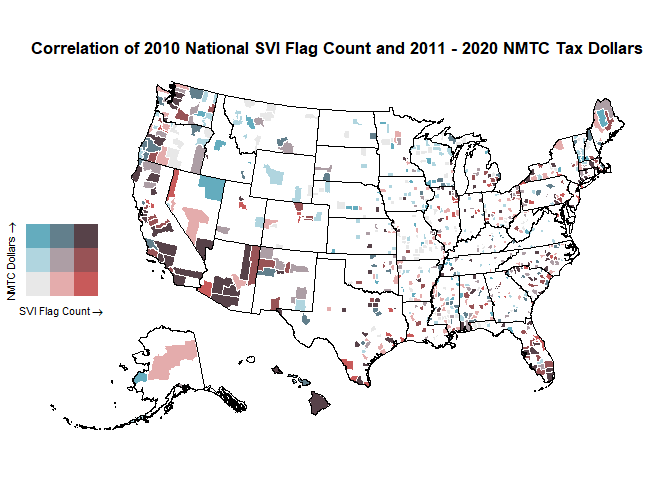 Correlation of 2010 National SVI Flag Count and 2011 - 2020 NMTC Tax Dollars
NMTC Dollars →
SVI Flag Count →